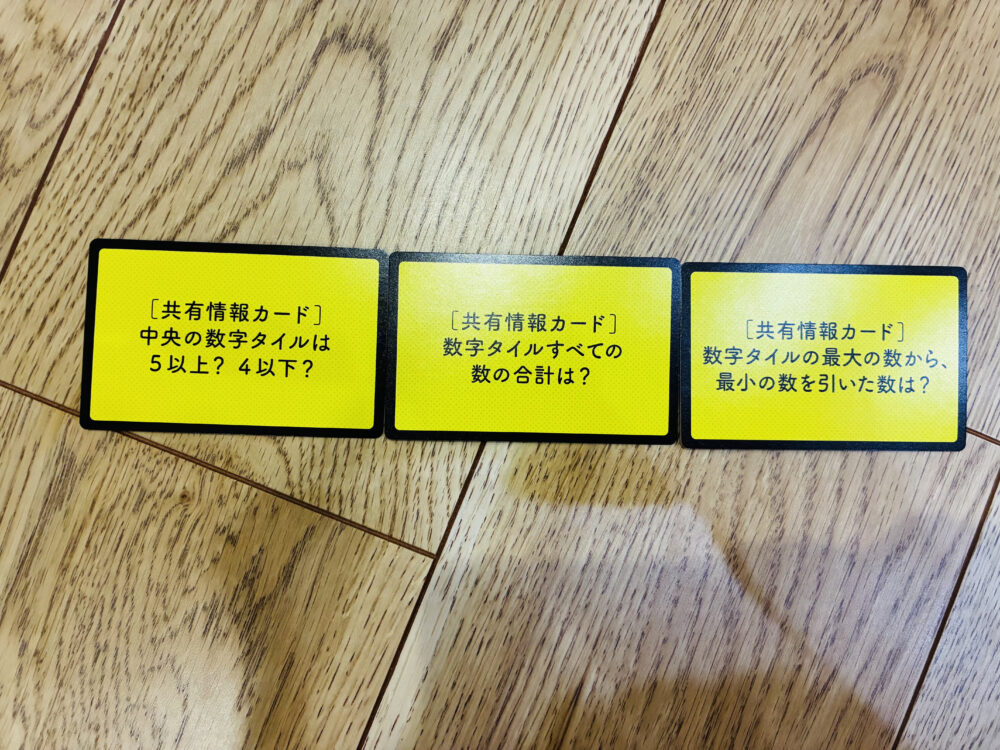 ［共有情報カード］
中央の数字タイルは
５以上？ ４以下？
［共有情報カード］
数字タイルすべての
数の合計は？
［共有情報カード］
数字タイルの最大の数から、
最小の数を引いた数は？